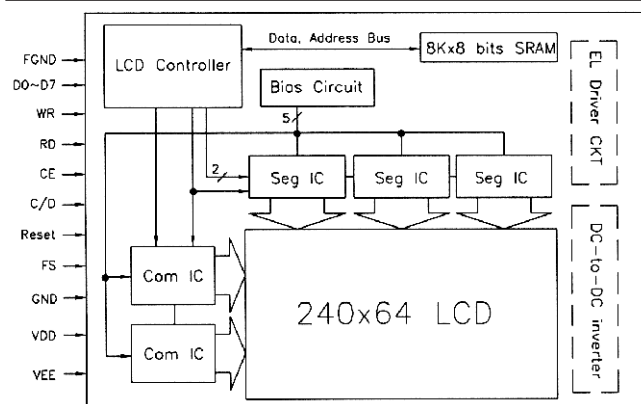 Data, Address Bus
LCD Controller
8Kx8 bits SRAM
Bias Circuit
5
2
Seg IC
Seg IC
Seg IC
Com IC
Com IC
240x64 LCD
FGND
D0~D7
WR
RD
CE
C/D
Reset
FS
GND
VDD
VEE
EL Driver CKT
DC-to-DC inverter